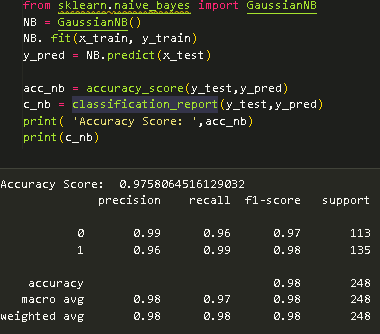 from sklearn.naive_bayes import GaussianNB
NB = GaussianNB()
NB. fit(x_train, y_train)
y_pred = NB.predict(x_test)
acc_nb = accuracy_score(y_test,y_pred)
c_nb = classification_report(y_test,y_pred)
print( 'Accuracy Score: ',acc_nb)
print(c_nb)
Accuracy Score:  0.9758064516129032
precision recall f1-score support
0 0.99 0.96 0.97 113
1 0.96 0.99 0.98 135
accuracy 0.98 248
macro avg 0.98 0.97 0.98 248
weighted avg 0.98 0.98 0.98 248